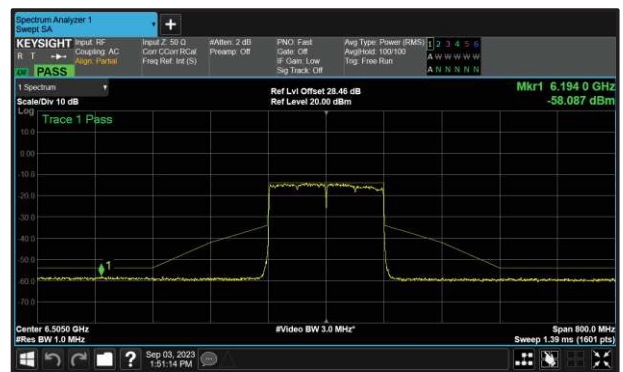 Spectrum Analyzer 1
Swept SA
+
KEYSIGHT
R T
PASS
Input: RF
Coupling: AC
Align: Partial
Input Z: 50 Ω
Corr CCorr RCal
Freq Ref: Int (S)
#Atten: 2 dB
Preamp: Off
PNO: Fast
Gate: Off
IF Gain: Low
Sig Track: Off
Avg Type: Power (RMS)
Avg|Hold: 100/100
Trig: Free Run
1 2 3 4 5 6
A W W W W W
A N N N N N
1 Spectrum
Scale/Div 10 dB
Ref Lvl Offset 28.46 dB
Ref Level 20.00 dBm
Mkr1 6.194 0 GHz
-58.087 dBm
Log
Trace 1 Pass
10.0
0.00
-10.0
-20.0
-30.0
-40.0
-50.0
-60.0
-70.0
1
Center 6.5050 GHz
#Res BW 1.0 MHz
#Video BW 3.0 MHz*
Span 800.0 MHz
Sweep 1.39 ms (1601 pts)
?
Sep 03, 2023
1:51:14 PM